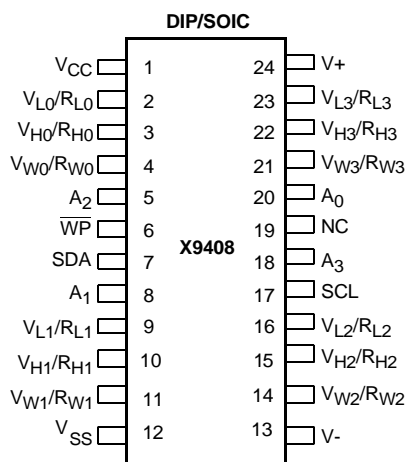 DIP/SOIC
VCC 1 24 V+
VL0/RL0 2 23 VL3/RL3
VH0/RH0 3 22 VH3/RH3
VW0/RW0 4 21 VW3/RW3
A2 5 20 A0
WP 6 19 NC
X9408
SDA 7 18 A3
A1 8 17 SCL
VL1/RL1 9 16 VL2/RL2
VH1/RH1 10 15 VH2/RH2
VW1/RW1 11 14 VW2/RW2
VSS 12 13 V-